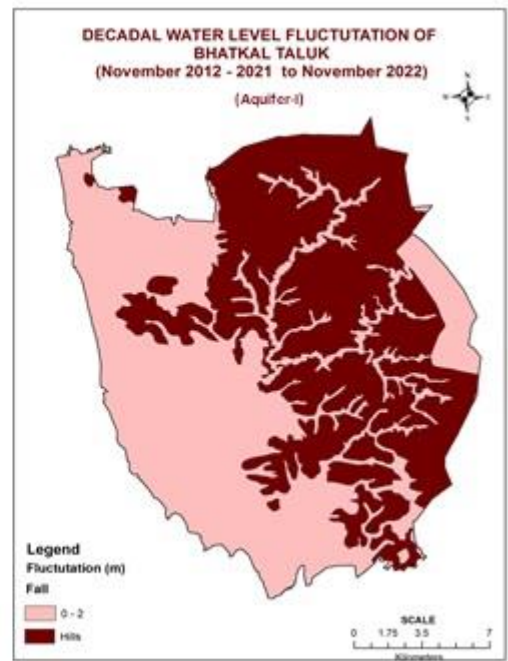 DECADAL WATER LEVEL FLUCTUTATION OF
BHATKAL TALUK
(November 2012 - 2021 to November 2022)
(Aquifer-I)
N
Legend
Fluctutation (m)
Fall
0 - 2
Hills
SCALE
0 1.75 3.5 7
Kilometers